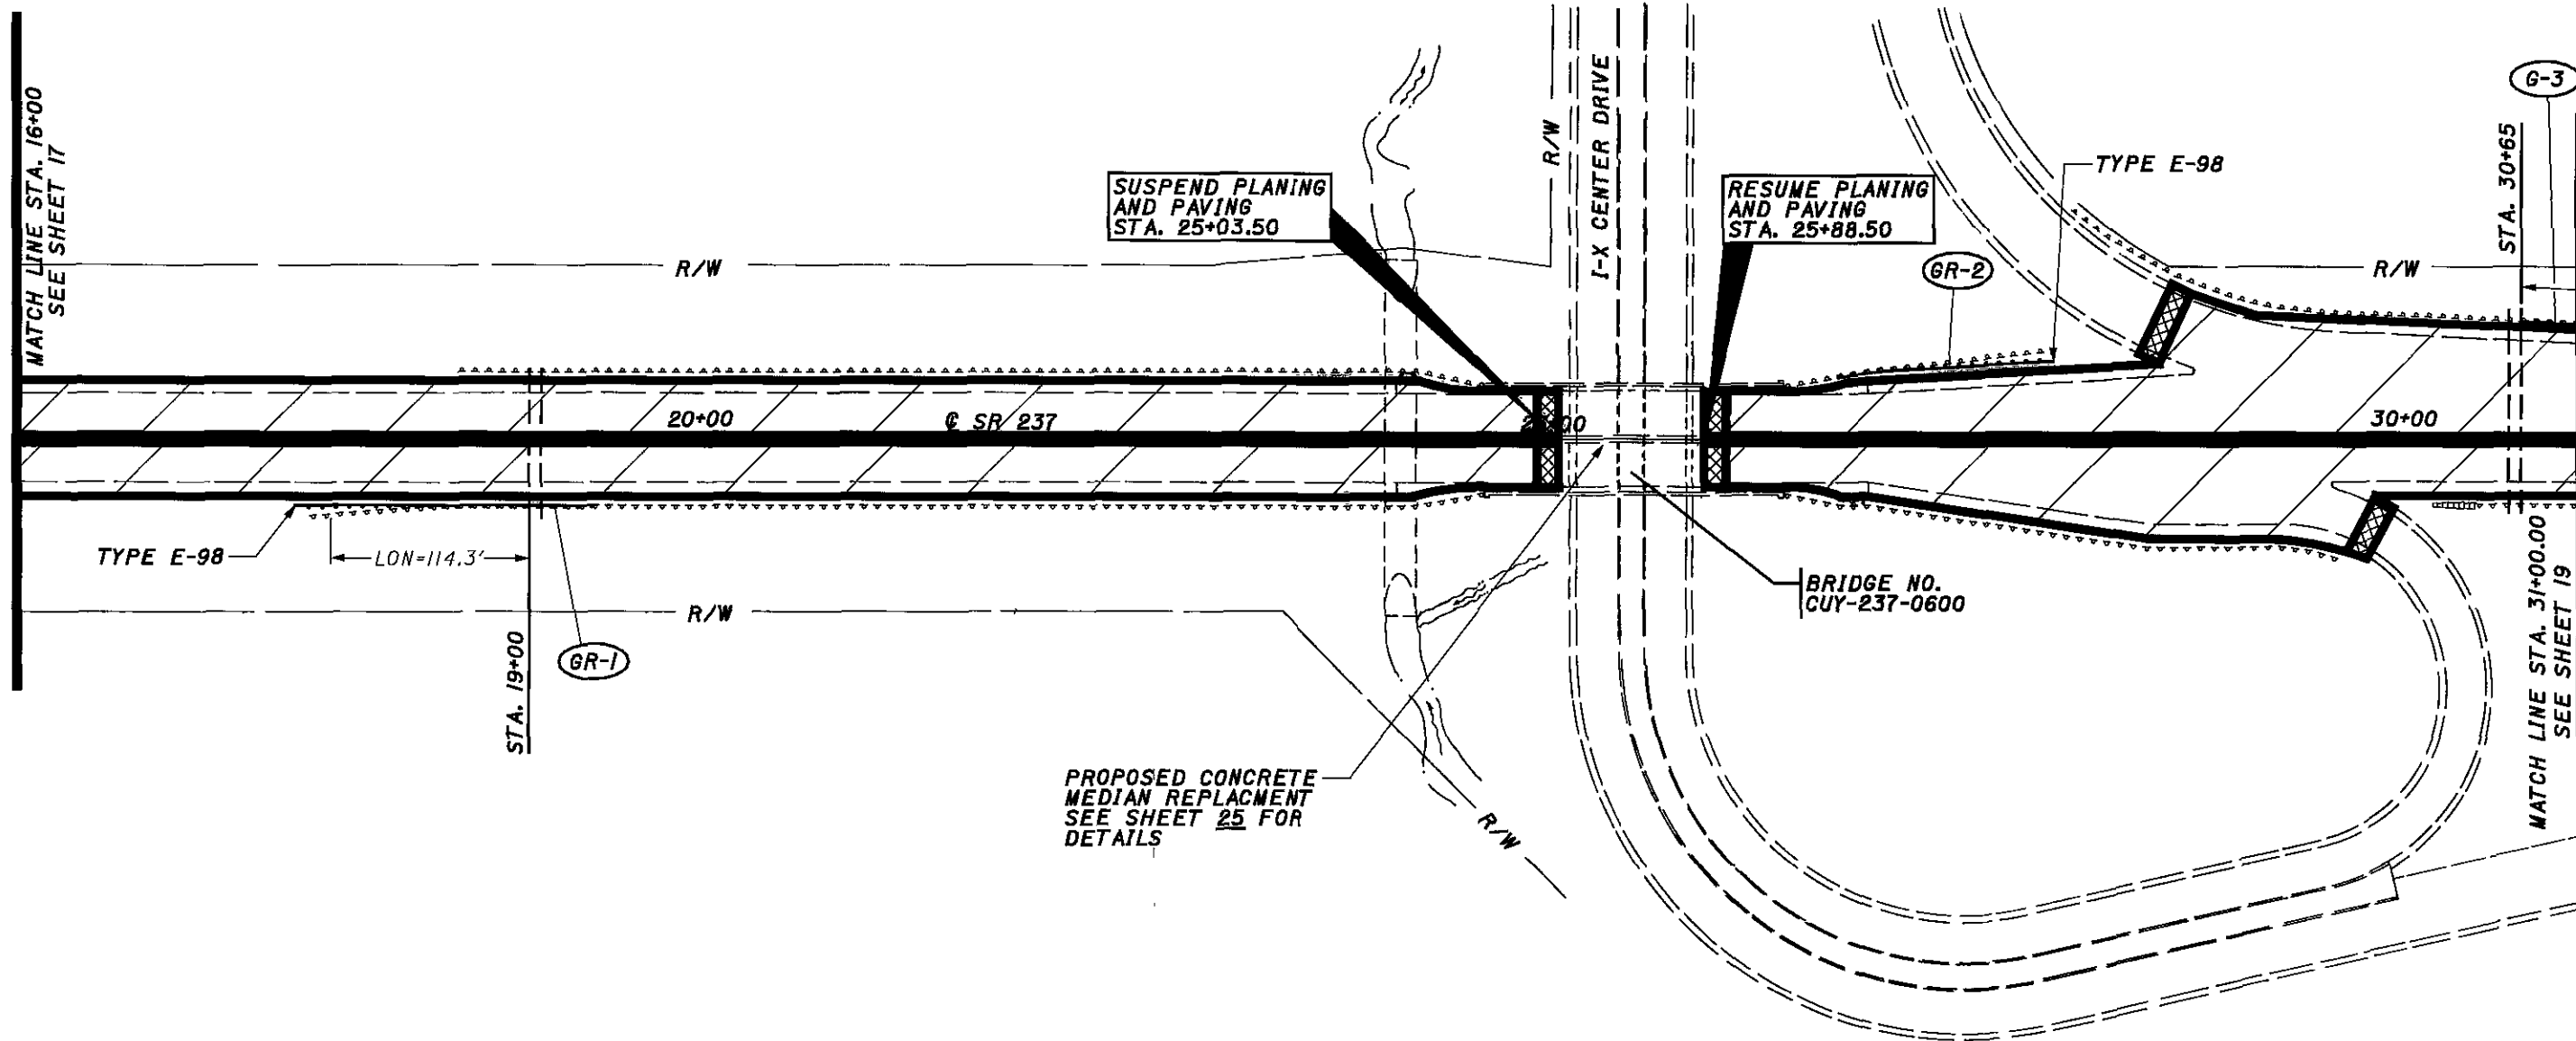 MATCH LINE STA. 16+00
SEE SHEET 17
R/W
SUSPEND PLANING
AND PAVING
STA. 25+03.50
R/W
I-X CENTER DRIVE
RESUME PLANING
AND PAVING
STA. 25+88.50
GR-2
TYPE E-98
R/W
STA. 30+65
G-3
20+00
℄ SR 237
30+00
TYPE E-98
LON=114.3'
R/W
STA. 19+00
GR-1
BRIDGE NO.
CUY-237-0600
PROPOSED CONCRETE
MEDIAN REPLACMENT
SEE SHEET 25 FOR
DETAILS
R/W
MATCH LINE STA. 31+00.00
SEE SHEET 19